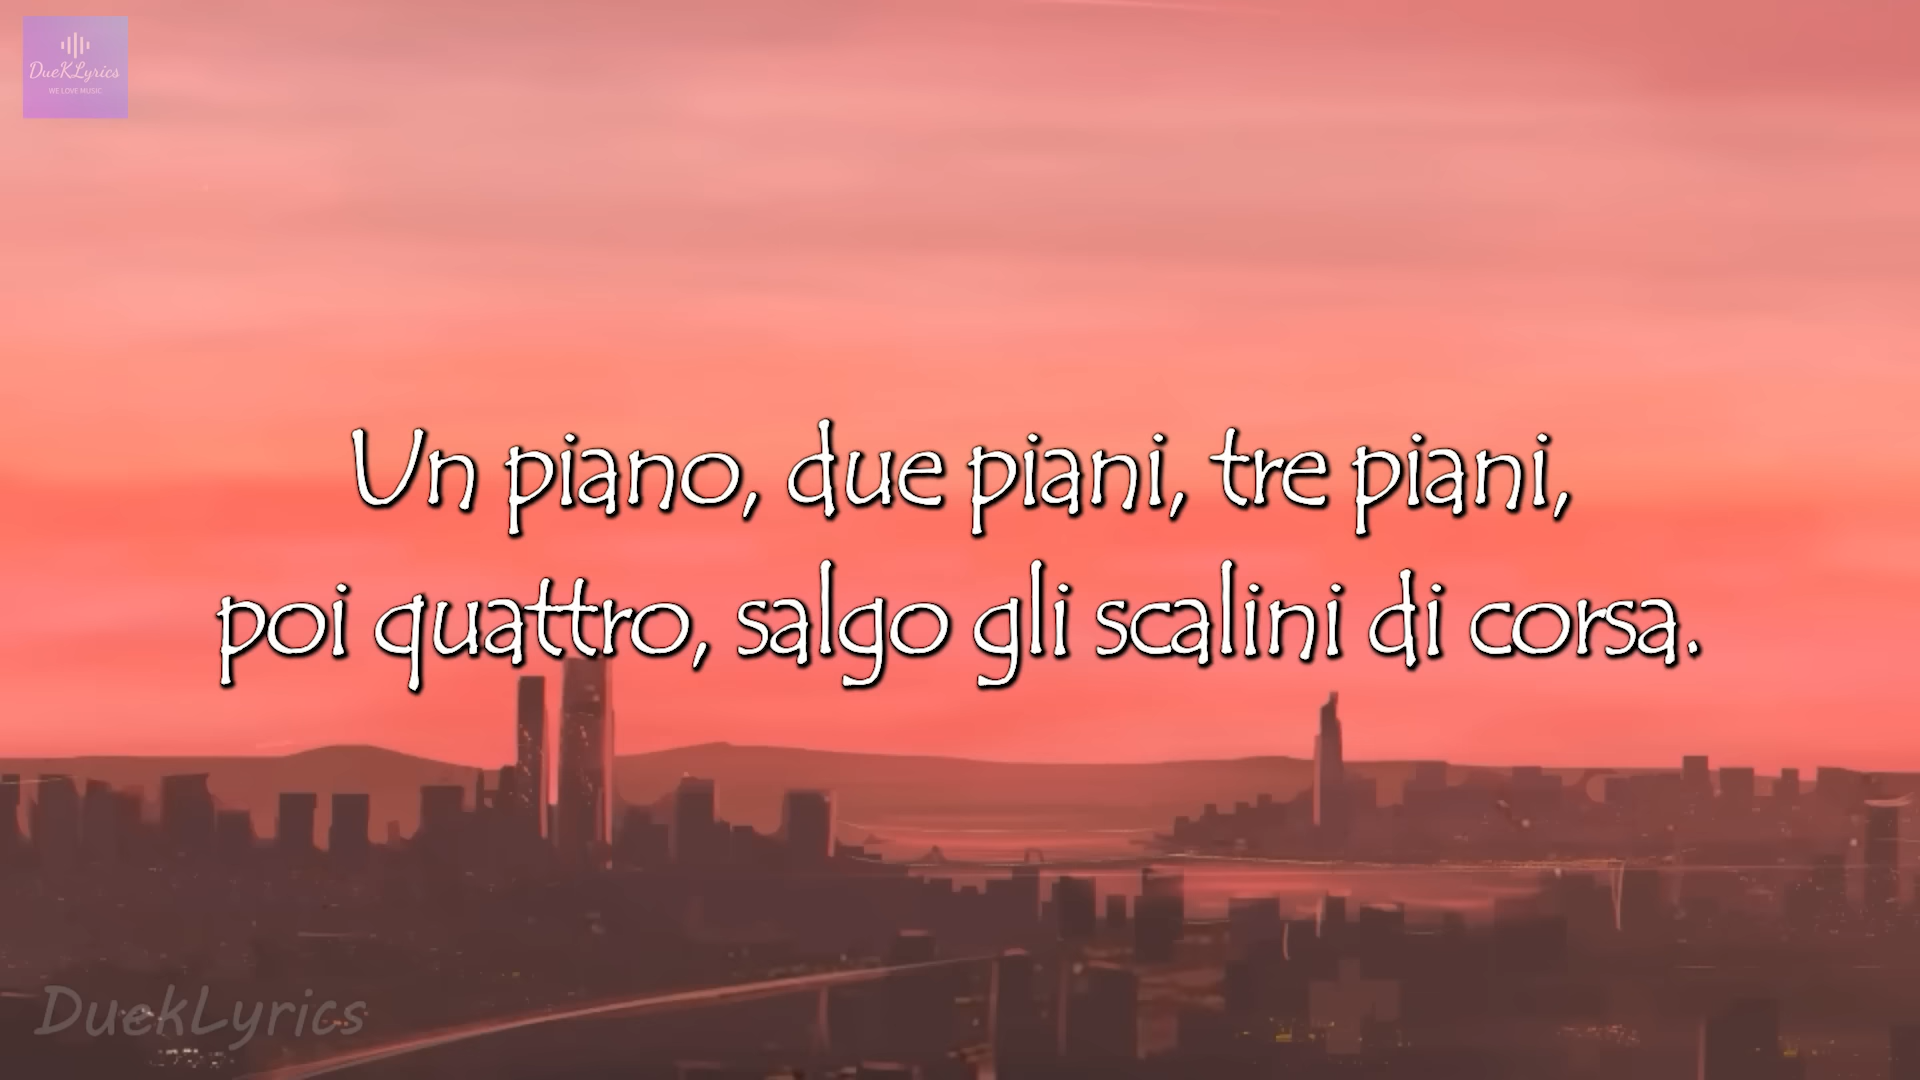 DueKLyrics
WE LOVE MUSIC
Un piano, due piani, tre piani,
poi quattro, salgo gli scalini di corsa.
DuekLyrics